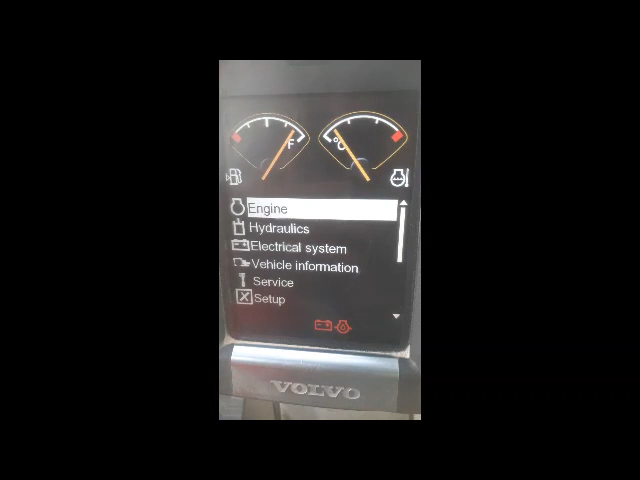 F
°C
Engine
Hydraulics
Electrical system
Vehicle information
Service
Setup
VOLVO